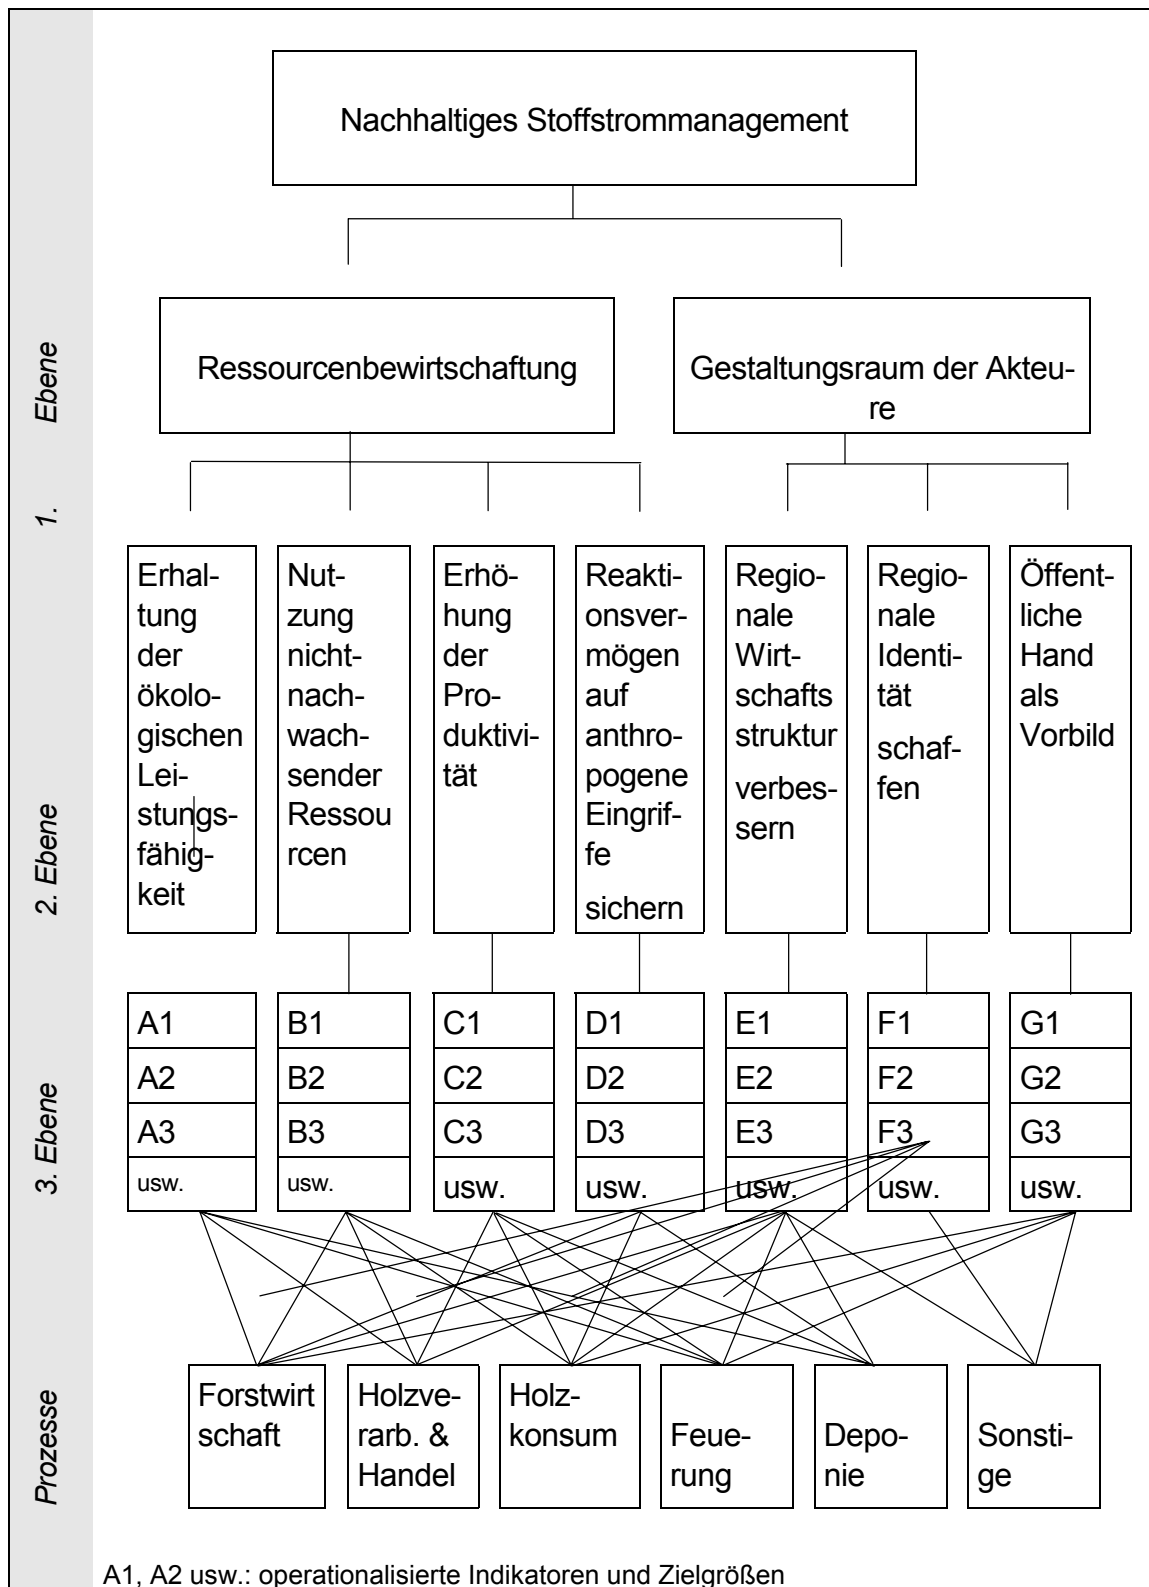 Nachhaltiges Stoffstrommanagement
1. Ebene
Ressourcenbewirtschaftung
Gestaltungsraum der Akteu-
re
2. Ebene
Erhal-
tung
der
ökolo-
gischen
Lei-
stungs-
fähig-
keit
Nut-
zung
nicht-
nach-
wach-
sender
Ressou
rcen
Erhö-
hung
der
Pro-
duktivi-
tät
Reakti-
onsver-
mögen
auf
anthro-
pogene
Eingrif-
fe
sichern
Regio-
nale
Wirt-
schafts
struktur
verbes-
sern
Regio-
nale
Identi-
tät
schaf-
fen
Öffent-
liche
Hand
als
Vorbild
3. Ebene
A1
A2
A3
usw.
B1
B2
B3
usw.
C1
C2
C3
usw.
D1
D2
D3
usw.
E1
E2
E3
usw.
F1
F2
F3
usw.
G1
G2
G3
usw.
Prozesse
Forstwirt
schaft
Holzve-
rarb. &
Handel
Holz-
konsum
Feue-
rung
Depo-
nie
Sonsti-
ge
A1, A2 usw.: operationalisierte Indikatoren und Zielgrößen